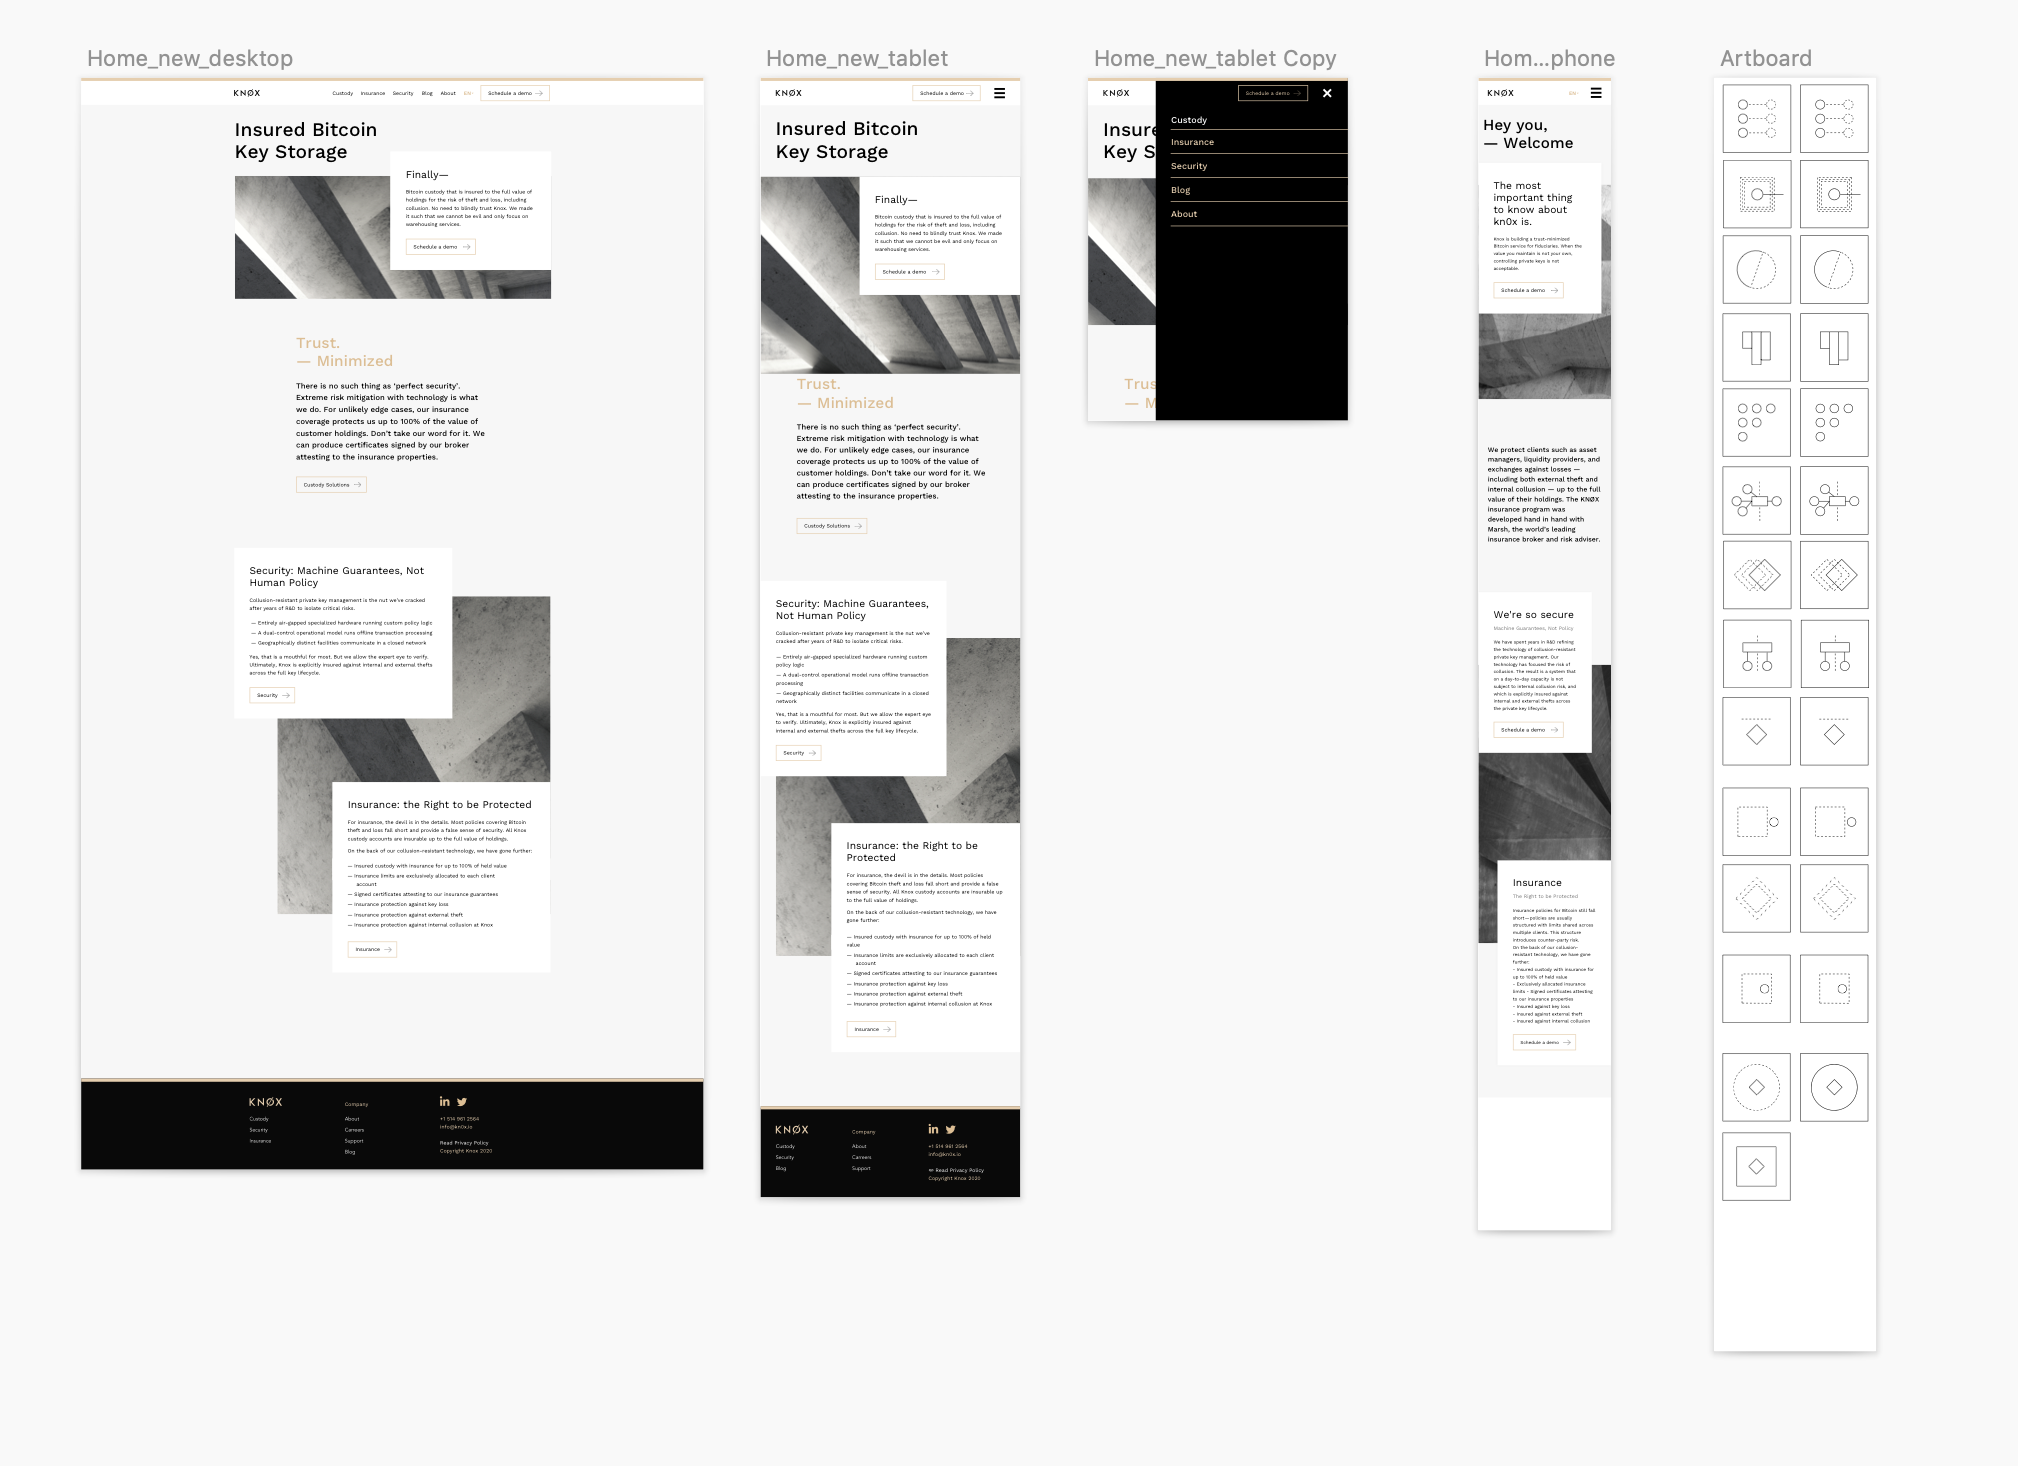 Home_new_desktop
KNØX
Custody Insurance Security Blog About EN Schedule a demo
Insured Bitcoin
Key Storage
Finally—
Bitcoin custody that is insured to the full value of
holdings for the risk of theft and loss, including
collusion. No need to blindly trust Knox. We made
it such that we cannot be evil and only focus on
warehousing services.
Schedule a demo
Trust.
— Minimized
There is no such thing as ‘perfect security’.
Extreme risk mitigation with technology is what
we do. For unlikely edge cases, our insurance
coverage protects us up to 100% of the value of
customer holdings. Don’t take our word for it. We
can produce certificates signed by our broker
attesting to the insurance properties.
Custody Solutions
Security: Machine Guarantees, Not
Human Policy
Collusion-resistant private key management is the nut we’ve cracked
after years of R&D to isolate critical risks.
— Entirely air-gapped specialized hardware running custom policy logic
— A dual-control operational model runs offline transaction processing
— Geographically distinct facilities communicate in a closed network
Yes, that is a mouthful for most. But we allow the expert eye to verify.
Ultimately, Knox is explicitly insured against internal and external thefts
across the full key lifecycle.
Security
Insurance: the Right to be Protected
For insurance, the devil is in the details. Most policies covering Bitcoin
theft and loss fall short and provide a false sense of security. All Knox
custody accounts are insurable up to the full value of holdings.
On the back of our collusion-resistant technology, we have gone further:
— Insured custody with insurance for up to 100% of held value
— Insurance limits are exclusively allocated to each client
account
— Signed certificates attesting to our insurance guarantees
— Insurance protection against key loss
— Insurance protection against external theft
— Insurance protection against internal collusion at Knox
Insurance
KNØX
Custody
Security
Insurance
Company
About
Careers
Support
Blog
in
+1 514 961 2564
info@kn0x.io
Read Privacy Policy
Copyright Knox 2020
Home_new_tablet
KNØX
Schedule a demo
Insured Bitcoin
Key Storage
Finally—
Bitcoin custody that is insured to the full value of
holdings for the risk of theft and loss, including
collusion. No need to blindly trust Knox. We made
it such that we cannot be evil and only focus on
warehousing services.
Schedule a demo
Trust.
— Minimized
There is no such thing as ‘perfect security’.
Extreme risk mitigation with technology is what
we do. For unlikely edge cases, our insurance
coverage protects us up to 100% of the value of
customer holdings. Don’t take our word for it. We
can produce certificates signed by our broker
attesting to the insurance properties.
Custody Solutions
Security: Machine Guarantees,
Not Human Policy
Collusion-resistant private key management is the nut we’ve
cracked after years of R&D to isolate critical risks.
— Entirely air-gapped specialized hardware running custom
policy logic
— A dual-control operational model runs offline transaction
processing
— Geographically distinct facilities communicate in a closed
network
Yes, that is a mouthful for most. But we allow the expert eye
to verify. Ultimately, Knox is explicitly insured against
internal and external thefts across the full key lifecycle.
Security
Insurance: the Right to be
Protected
For insurance, the devil is in the details. Most policies
covering Bitcoin theft and loss fall short and provide a false
sense of security. All Knox custody accounts are insurable up
to the full value of holdings.
On the back of our collusion-resistant technology, we have
gone further:
— Insured custody with insurance for up to 100% of held
value
— Insurance limits are exclusively allocated to each client
account
— Signed certificates attesting to our insurance guarantees
— Insurance protection against key loss
— Insurance protection against external theft
— Insurance protection against internal collusion at Knox
Insurance
KNØX
Custody
Security
Blog
Company
About
Careers
Support
in
+1 514 961 2564
info@kn0x.io
Read Privacy Policy
Copyright Knox 2020
Home_new_tablet Copy
KNØX
Schedule a demo
Insure
Key S
Custody
Insurance
Security
Blog
About
Trus
— M
Hom...phone
KNØX
EN
Hey you,
— Welcome
The most
important thing
to know about
kn0x is.
Knox is building a trust-minimized
Bitcoin service for fiduciaries. When the
value you maintain is not your own,
controlling private keys is not
acceptable.
Schedule a demo
We protect clients such as asset
managers, liquidity providers, and
exchanges against losses —
including both external theft and
internal collusion — up to the full
value of their holdings. The KNØX
insurance program was
developed hand in hand with
Marsh, the world’s leading
insurance broker and risk adviser.
We're so secure
Machine Guarantees, Not Policy
We have spent years in R&D refining
the technology of collusion-resistant
private key management. Our
technology has focused the risk of
collusion. The result is a system that
on a day-to-day capacity is not
subject to internal collusion risk, and
which is explicitly insured against
internal and external thefts across
the private key lifecycle.
Schedule a demo
Insurance
The Right to be Protected
Insurance policies for Bitcoin still fall
short—policies are usually
structured with limits shared across
multiple clients. This structure
introduces counter-party risk.
On the back of our collusion-
resistant technology, we have gone
further:
- Insured custody with insurance for
up to 100% of held value
- Exclusively allocated insurance
limits - Signed certificates attesting
to our insurance properties
- Insured against key loss
- Insured against external theft
- Insured against internal collusion
Schedule a demo
Artboard